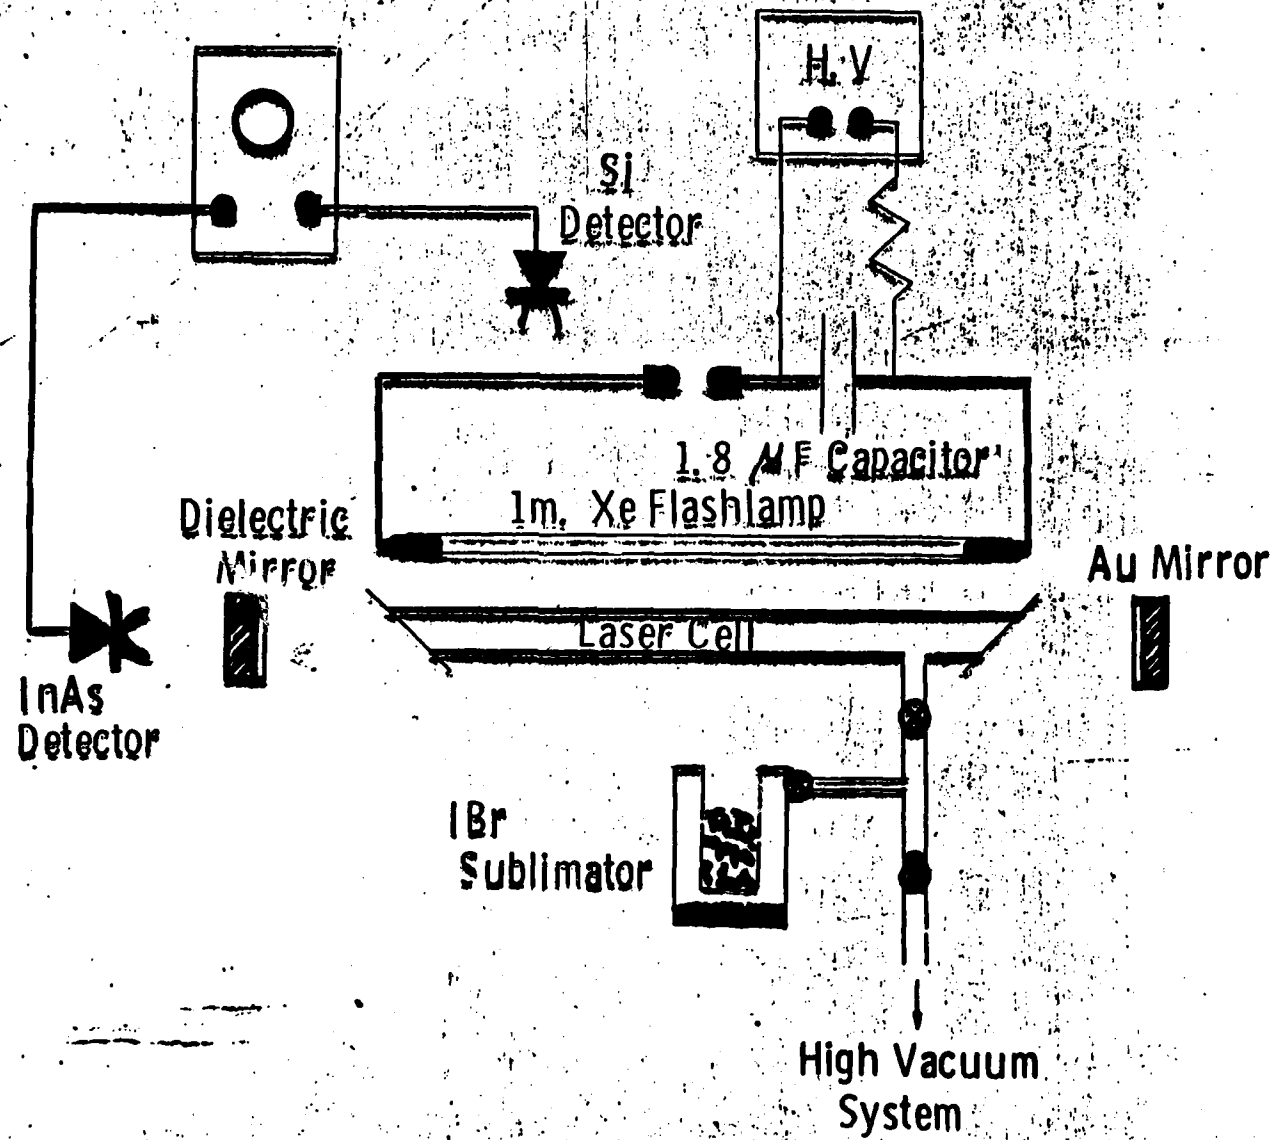 H.V
Si
Detector
1.8 μF Capacitor
1m. Xe Flashlamp
Dielectric
Mirror
Au Mirror
Laser Cell
InAs
Detector
IBr
Sublimator
High Vacuum
System